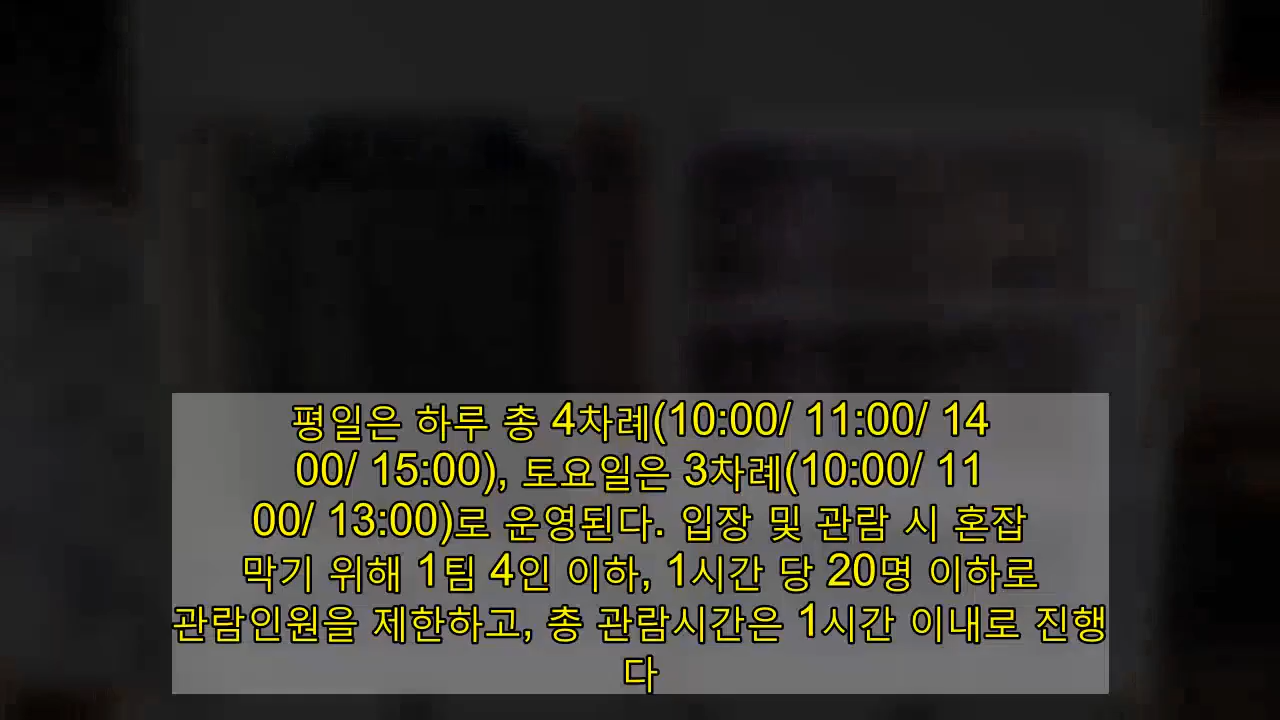 평일은 하루 총 4차례(10:00/ 11:00/ 14
00/ 15:00), 토요일은 3차례(10:00/ 11
00/ 13:00)로 운영된다. 입장 및 관람 시 혼잡
막기 위해 1팀 4인 이하, 1시간 당 20명 이하로
관람인원을 제한하고, 총 관람시간은 1시간 이내로 진행
다